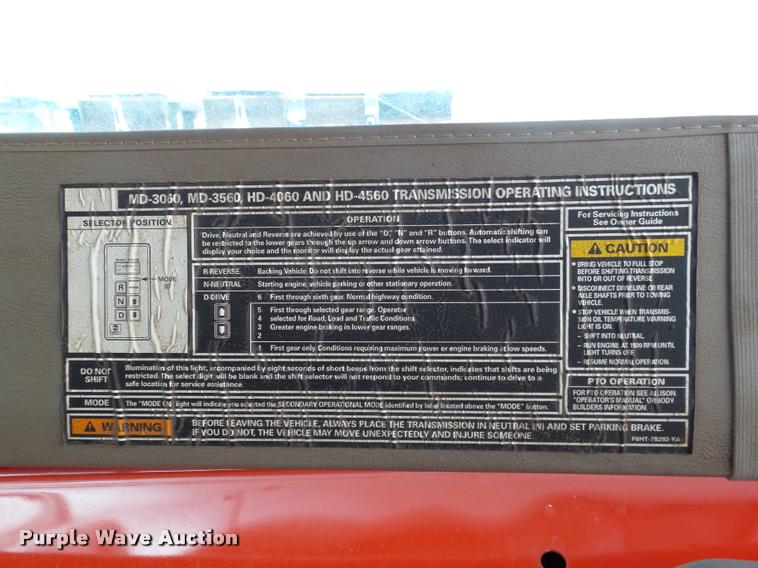 MD-3060, MD-3560, HD-4060 AND HD-4560 TRANSMISSION OPERATING INSTRUCTIONS
SELECTOR POSITION
MODE
R
N
D
OPERATION
Drive, Neutral and Reverse are achieved by use of the "D," "N" and "R" buttons. Automatic shifting can
be restricted to the lower gears through the up arrow and down arrow buttons. The select indicator will
display your choice and the monitor will display the actual gear attained.
R-REVERSE Backing Vehicle. Do not shift into reverse while vehicle is moving forward.
N-NEUTRAL Starting engine, vehicle parking or other stationary operation.
D-DRIVE 6 First through sixth gear. Normal highway condition.
5 First through selected gear range. Operator
4 selected for Road, Load and Traffic Conditions.
3 Greater engine braking in lower gear ranges.
2
1 First gear only. Conditions requiring maximum power or engine braking at low speeds.
DO NOT
SHIFT
Illumination of this light, accompanied by eight seconds of short beeps from the shift selector, indicates that shifts are being
restricted. The select digit will be blank and the shift selector will not respond to your commands; continue to drive to a
safe location for service assistance.
MODE The "MODE ON" light will indicate you selected the SECONDARY OPERATIONAL MODE identified by label located above the "MODE" button.
For Servicing Instructions
See Owner Guide
CAUTION
• BRING VEHICLE TO FULL STOP
BEFORE SHIFTING TRANSMISSION
INTO OR OUT OF REVERSE.
• DISCONNECT DRIVELINE OR REAR
AXLE SHAFTS PRIOR TO TOWING
VEHICLE.
• STOP VEHICLE WHEN TRANSMIS-
SION OIL TEMPERATURE WARNING
LIGHT IS ON.
– SHIFT INTO NEUTRAL
– RUN ENGINE AT 1500 RPM UNTIL
LIGHT TURNS OFF.
– RESUME NORMAL OPERATION.
PTO OPERATION
FOR PTO OPERATION SEE ALLISON
"OPERATOR'S MANUAL" OR BODY
BUILDERS INFORMATION.
WARNING
BEFORE LEAVING THE VEHICLE, ALWAYS PLACE THE TRANSMISSION IN NEUTRAL (N) AND SET PARKING BRAKE.
IF YOU DO NOT, THE VEHICLE MAY MOVE UNEXPECTEDLY AND INJURE SOMEONE.
F6HT-7B292-YA
Purple Wave Auction